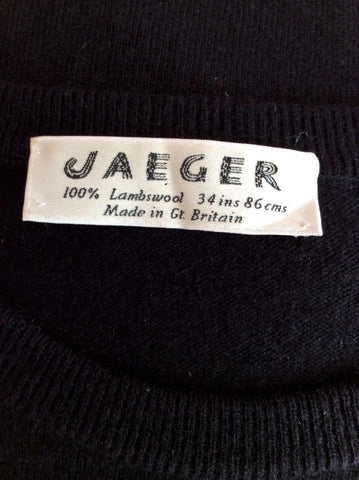 JAEGER
100% Lambswool 34 ins 86 cms
Made in Gt. Britain